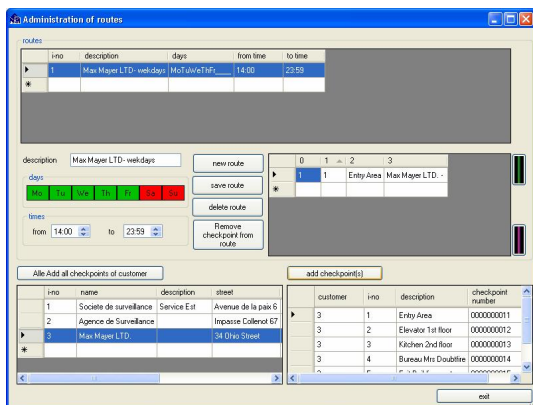 Administration of routes
routes
i-no description days from time to time
1 Max Mayer LTD- wekdays MoTuWeThFr____ 14:00 23:59
description Max Mayer LTD- wekdays
new route
days
Mo Tu We Th Fr Sa Su
save route
delete route
times
from 14:00 to 23:59
Remove
checkpoint from
route
0 1 2 3
1 1 Entry Area Max Mayer LTD. -
Alle Add all checkpoints of customer
add checkpoint(s)
i-no name description street
1 Societe de surveillance Service Est Avenue de la paix 6
2 Agence de Surveillance Impasse Collenot 67
3 Max Mayer LTD. 34 Ohio Street
customer i-no description checkpoint
number
3 1 Entry Area 0000000011
3 2 Elevator 1st floor 0000000012
3 3 Kitchen 2nd floor 0000000013
3 4 Bureau Mrs Doubtfire 0000000014
exit